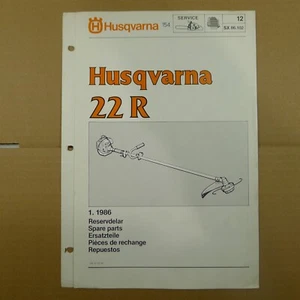 Husqvarna
SERVICE
12
Husqvarna
22 R
1. 1986
Reservdelar
Spare parts
Ersatzteile
Pièces de rechange
Repuestos